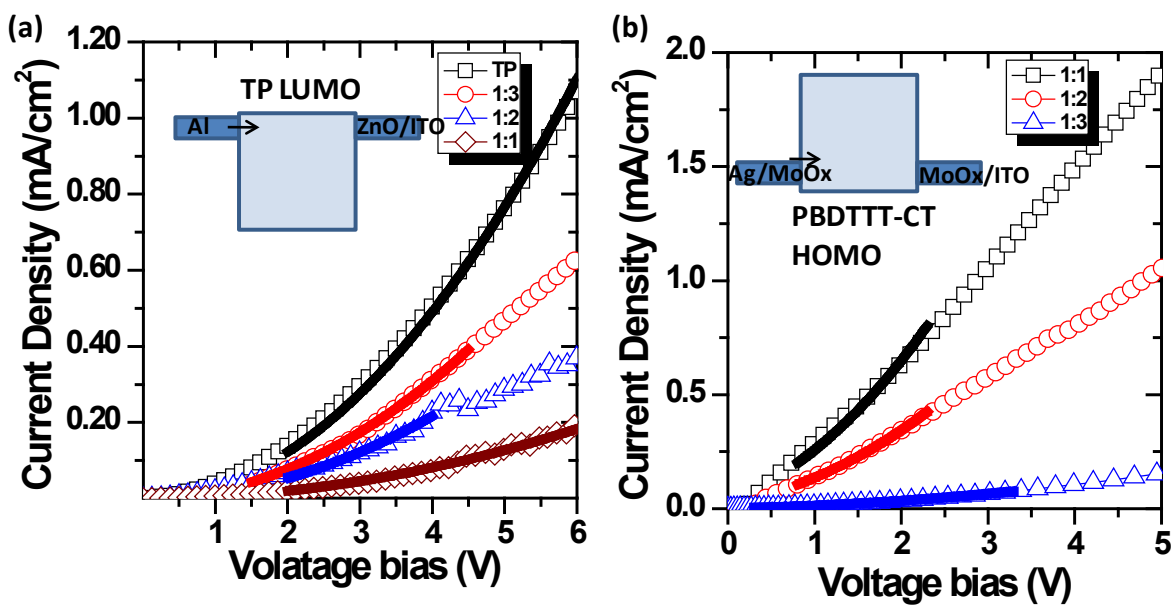 (a)
1.20
1.00
0.80
0.60
0.40
0.20
Current Density (mA/cm²)
TP LUMO
Al
ZnO/ITO
TP
1:3
1:2
1:1
1 2 3 4 5 6
Volatage bias (V)
(b)
2.0
1.5
1.0
0.5
0.0
Current Density (mA/cm²)
1:1
1:2
1:3
Ag/MoOx
MoOx/ITO
PBDTTT-CT
HOMO
0 1 2 3 4 5
Voltage bias (V)